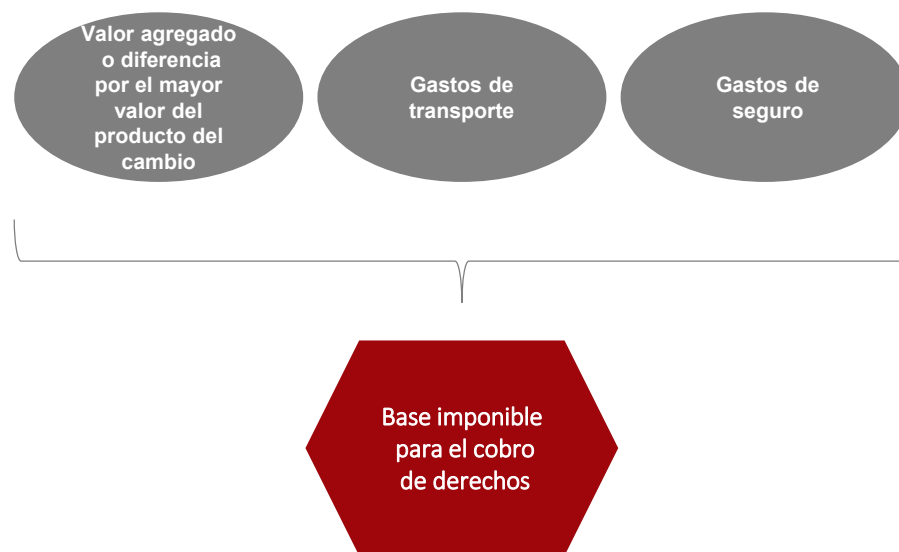 Valor agregado
o diferencia
por el mayor
valor del
producto del
cambio
Gastos de
transporte
Gastos de
seguro
Base imponible
para el cobro
de derechos